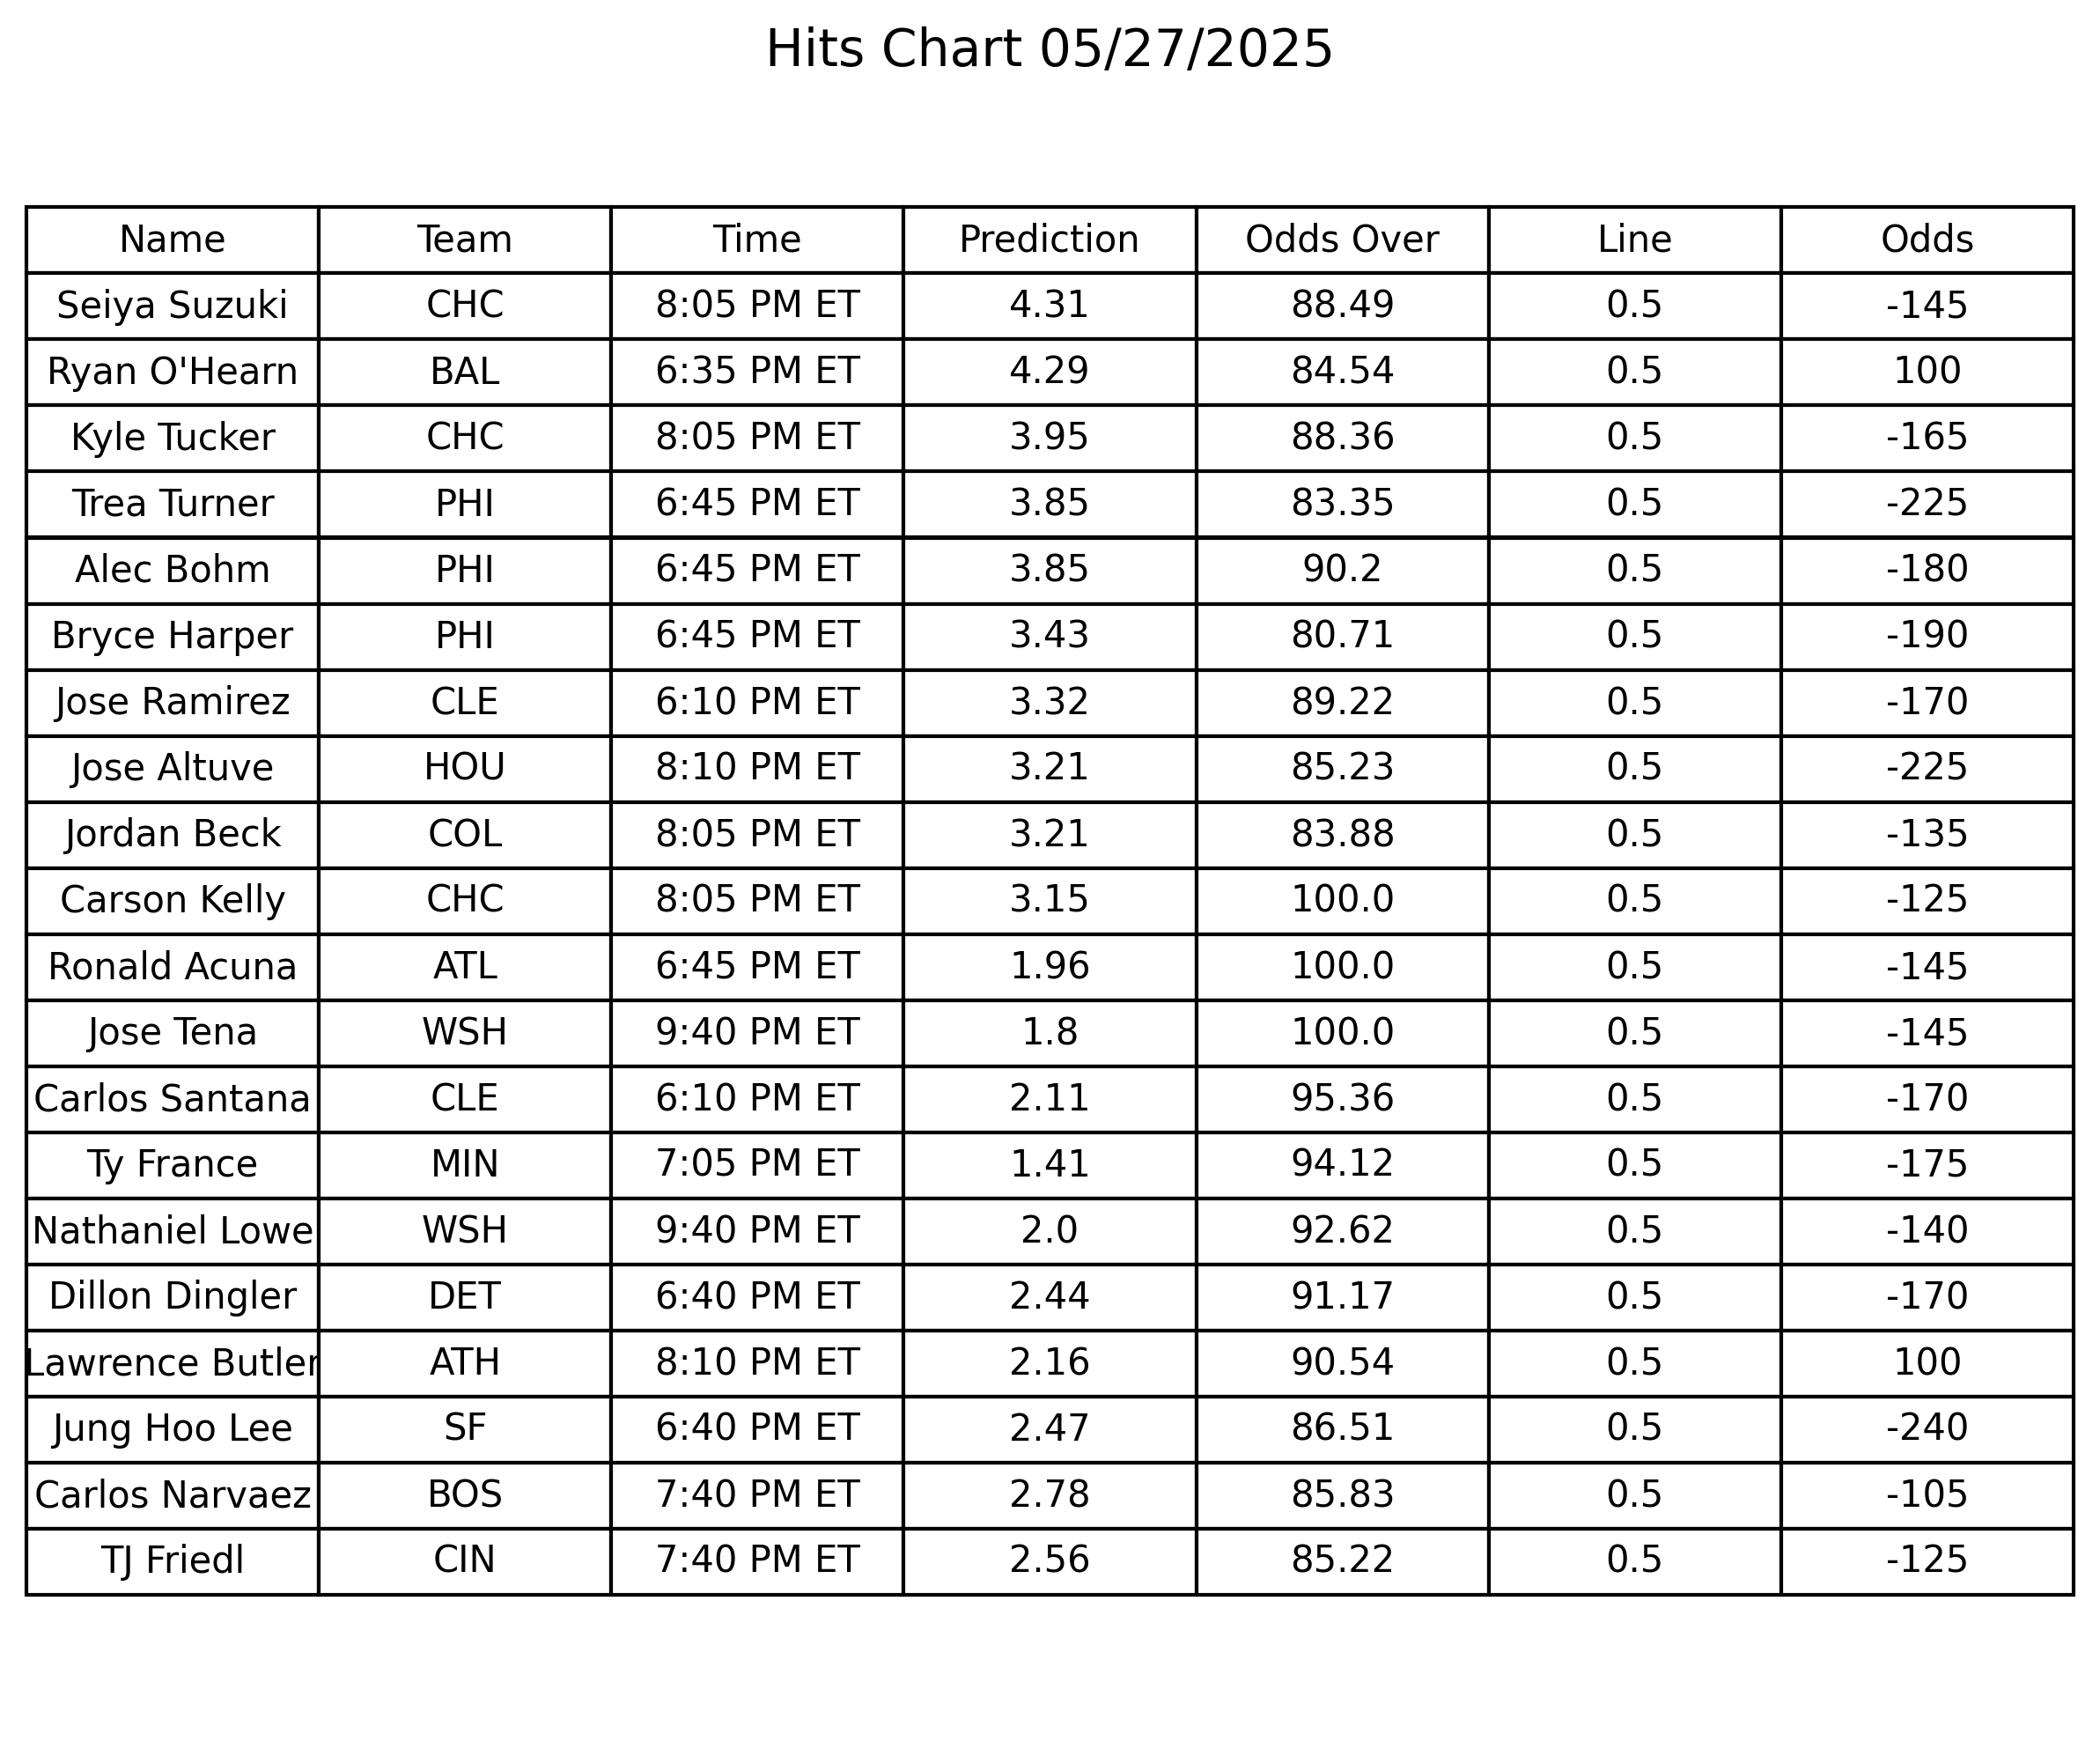 Hits Chart 05/27/2025
Name Team Time Prediction Odds Over Line Odds
Seiya Suzuki CHC 8:05 PM ET 4.31 88.49 0.5 -145
Ryan O'Hearn BAL 6:35 PM ET 4.29 84.54 0.5 100
Kyle Tucker CHC 8:05 PM ET 3.95 88.36 0.5 -165
Trea Turner PHI 6:45 PM ET 3.85 83.35 0.5 -225
Alec Bohm PHI 6:45 PM ET 3.85 90.2 0.5 -180
Bryce Harper PHI 6:45 PM ET 3.43 80.71 0.5 -190
Jose Ramirez CLE 6:10 PM ET 3.32 89.22 0.5 -170
Jose Altuve HOU 8:10 PM ET 3.21 85.23 0.5 -225
Jordan Beck COL 8:05 PM ET 3.21 83.88 0.5 -135
Carson Kelly CHC 8:05 PM ET 3.15 100.0 0.5 -125
Ronald Acuna ATL 6:45 PM ET 1.96 100.0 0.5 -145
Jose Tena WSH 9:40 PM ET 1.8 100.0 0.5 -145
Carlos Santana CLE 6:10 PM ET 2.11 95.36 0.5 -170
Ty France MIN 7:05 PM ET 1.41 94.12 0.5 -175
Nathaniel Lowe WSH 9:40 PM ET 2.0 92.62 0.5 -140
Dillon Dingler DET 6:40 PM ET 2.44 91.17 0.5 -170
Lawrence Butler ATH 8:10 PM ET 2.16 90.54 0.5 100
Jung Hoo Lee SF 6:40 PM ET 2.47 86.51 0.5 -240
Carlos Narvaez BOS 7:40 PM ET 2.78 85.83 0.5 -105
TJ Friedl CIN 7:40 PM ET 2.56 85.22 0.5 -125